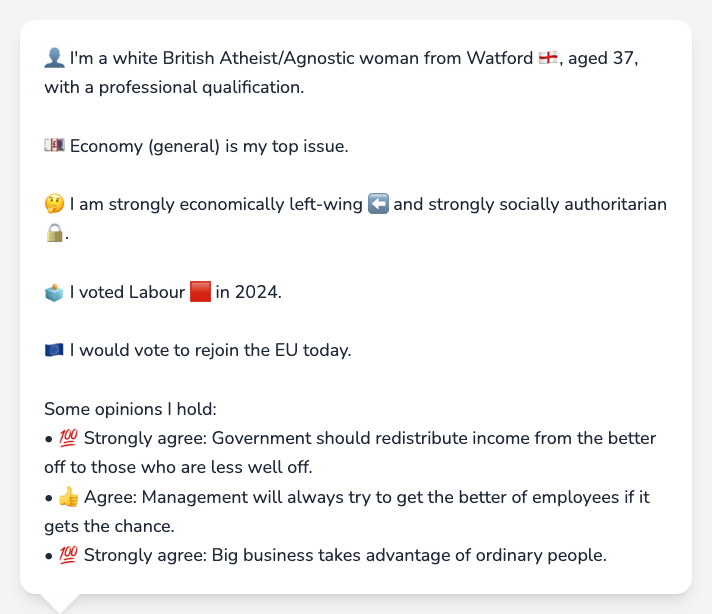 👤 I'm a white British Atheist/Agnostic woman from Watford 🏴󠁧󠁢󠁥󠁮󠁧󠁿, aged 37,
with a professional qualification.
💷 Economy (general) is my top issue.
🤔 I am strongly economically left-wing ⬅️ and strongly socially authoritarian
🔒.
🗳️ I voted Labour 🟥 in 2024.
🇪🇺 I would vote to rejoin the EU today.
Some opinions I hold:
• 💯 Strongly agree: Government should redistribute income from the better
off to those who are less well off.
• 👍 Agree: Management will always try to get the better of employees if it
gets the chance.
• 💯 Strongly agree: Big business takes advantage of ordinary people.